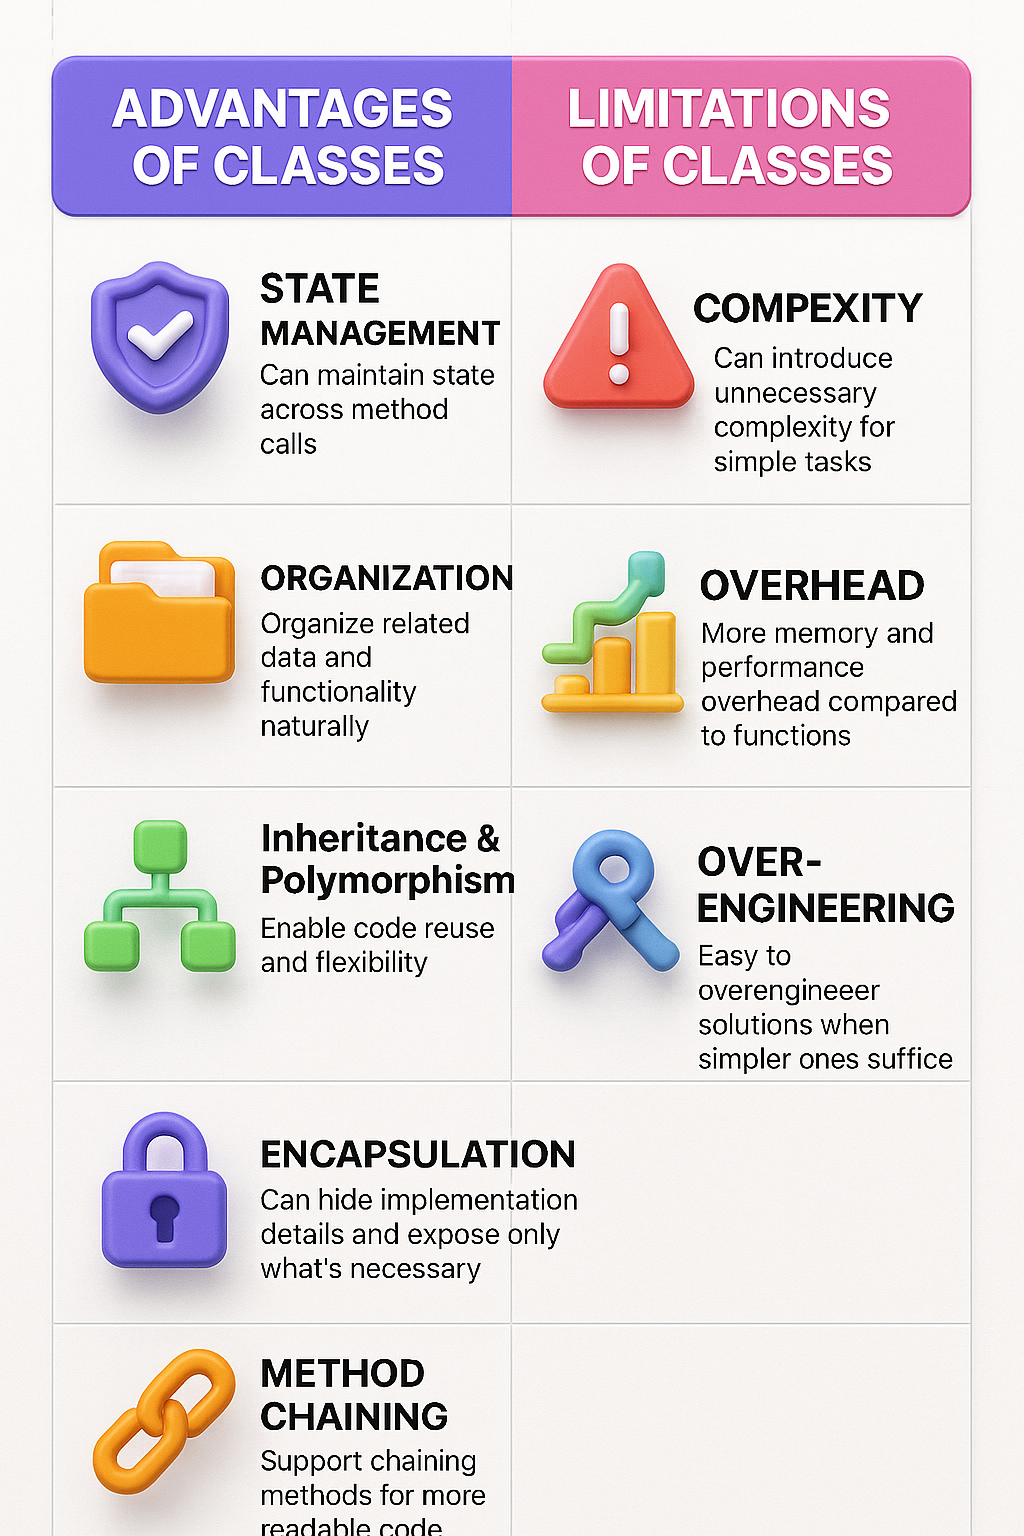 ADVANTAGES
OF CLASSES
LIMITATIONS
OF CLASSES
STATE
MANAGEMENT
Can maintain state
across method
calls
COMPEXITY
Can introduce
unnecessary
complexity for
simple tasks
ORGANIZATION
Organize related
data and
functionality
naturally
OVERHEAD
More memory and
performance
overhead compared
to functions
Inheritance &
Polymorphism
Enable code reuse
and flexibility
OVER-
ENGINEERING
Easy to
overengineeer
solutions when
simpler ones suffice
ENCAPSULATION
Can hide implementation
details and expose only
what's necessary
METHOD
CHAINING
Support chaining
methods for more
readable code